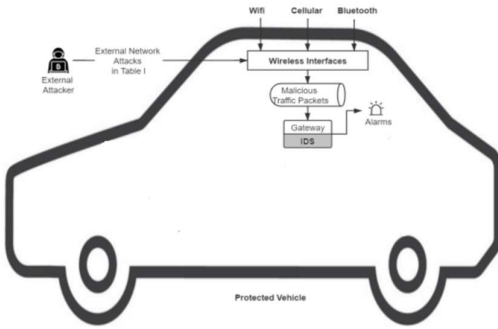 Wifi
Cellular
Bluetooth
External Network
Attacks
in Table I
Wireless Interfaces
External
Attacker
Malicious
Traffic Packets
Gateway
IDS
Alarms
Protected Vehicle